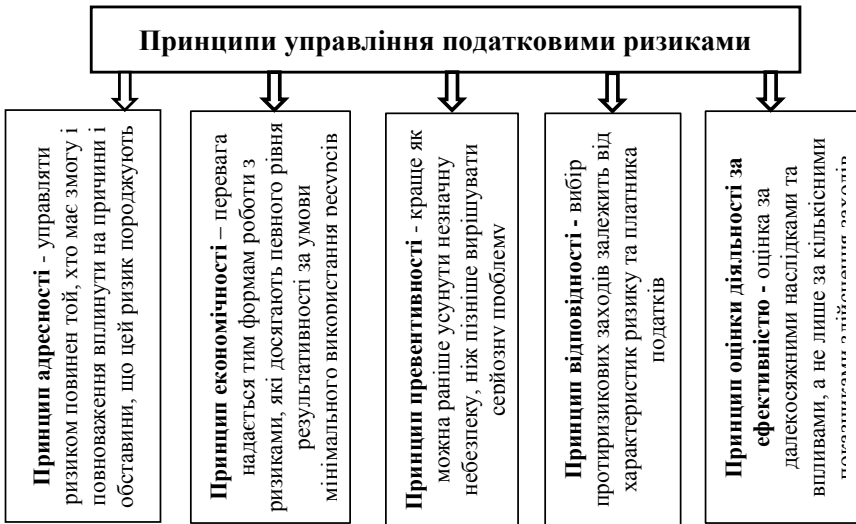 Принципи управління податковими ризиками
Принцип адресності - управляти
ризиком повинен той, хто має змогу і
повноваження вплинути на причини і
обставини, що цей ризик породжують
Принцип економічності – перевага
надається тим формам роботи з
ризиками, які досягають певного рівня
результативності за умови
мінімального використання ресурсів
Принцип превентивності - краще як
можна раніше усунути незначну
небезпеку, ніж пізніше вирішувати
серйозну проблему
Принцип відповідності - вибір
протиризикових заходів залежить від
характеристик ризику та платника
податків
Принцип оцінки діяльності за
ефективністю - оцінка за
далекосяжними наслідками та
впливами, а не лише за кількісними
показниками здійснення заходів